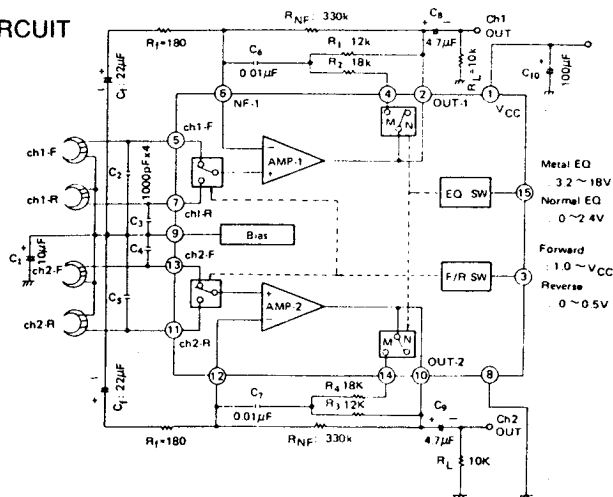 RCUIT
RNF: 330k
C8
Ch1
OUT
Rf=180
R1 12k
4.7μF
C6
R2 18k
RL=10k
C10
100μF
Cf: 22μF
0.01μF
6
NF-1
4
2
OUT-1
1
VCC
M
N
5
ch1-F
ch1-F
AMP-1
Metal EQ
: 3.2~18V
Normal EQ
: 0~2.4V
C2
1000pF×4
EQ SW
15
ch1-R
7
ch1-R
C3
9
Bias
Forward
: 1.0~VCC
Reverse
: 0~0.5V
C1
10μF
C4
ch2-F
13
ch2-F
F/R SW
3
C5
AMP-2
ch2-R
11
ch2-R
M
N
OUT-2
12
14
10
8
Cf: 22μF
C7
0.01μF
R4 18K
R3 12K
C9
Rf=180
RNF: 330k
4.7μF
Ch2
OUT
RL
10K